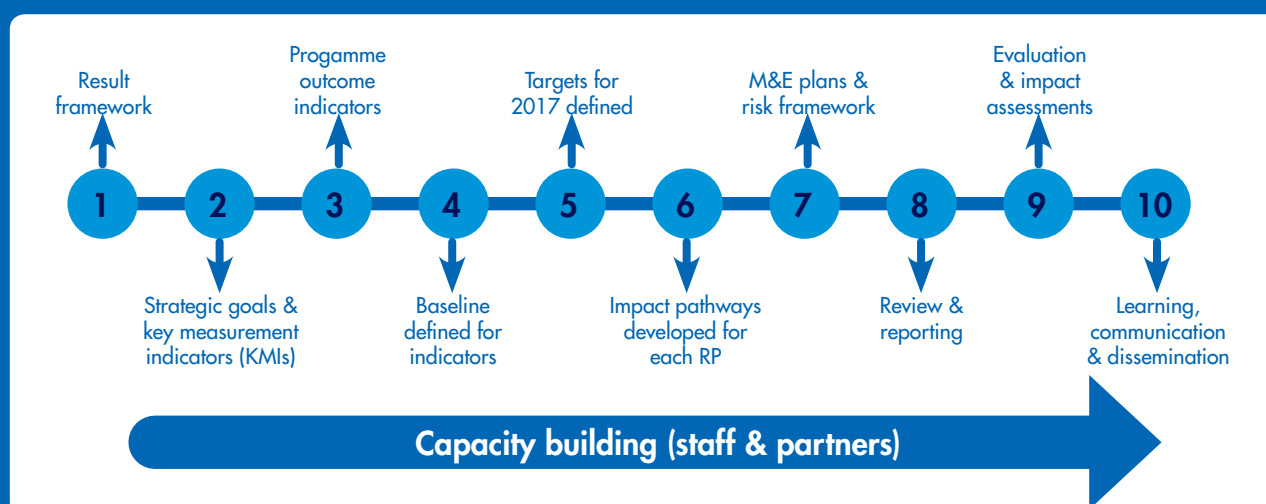 Result
framework
Progamme
outcome
indicators
Targets for
2017 defined
M&E plans &
risk framework
Evaluation
& impact
assessments
1
2
3
4
5
6
7
8
9
10
Strategic goals &
key measurement
indicators (KMIs)
Baseline
defined for
indicators
Impact pathways
developed for
each RP
Review &
reporting
Learning,
communication
& dissemination
Capacity building (staff & partners)